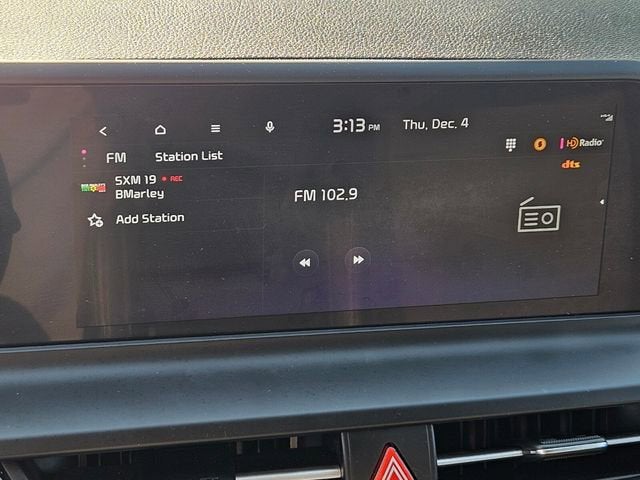 3:13 PM Thu, Dec. 4
FM Station List
HD Radio
dts
SXM 19 REC
BMarley
FM 102.9
Add Station